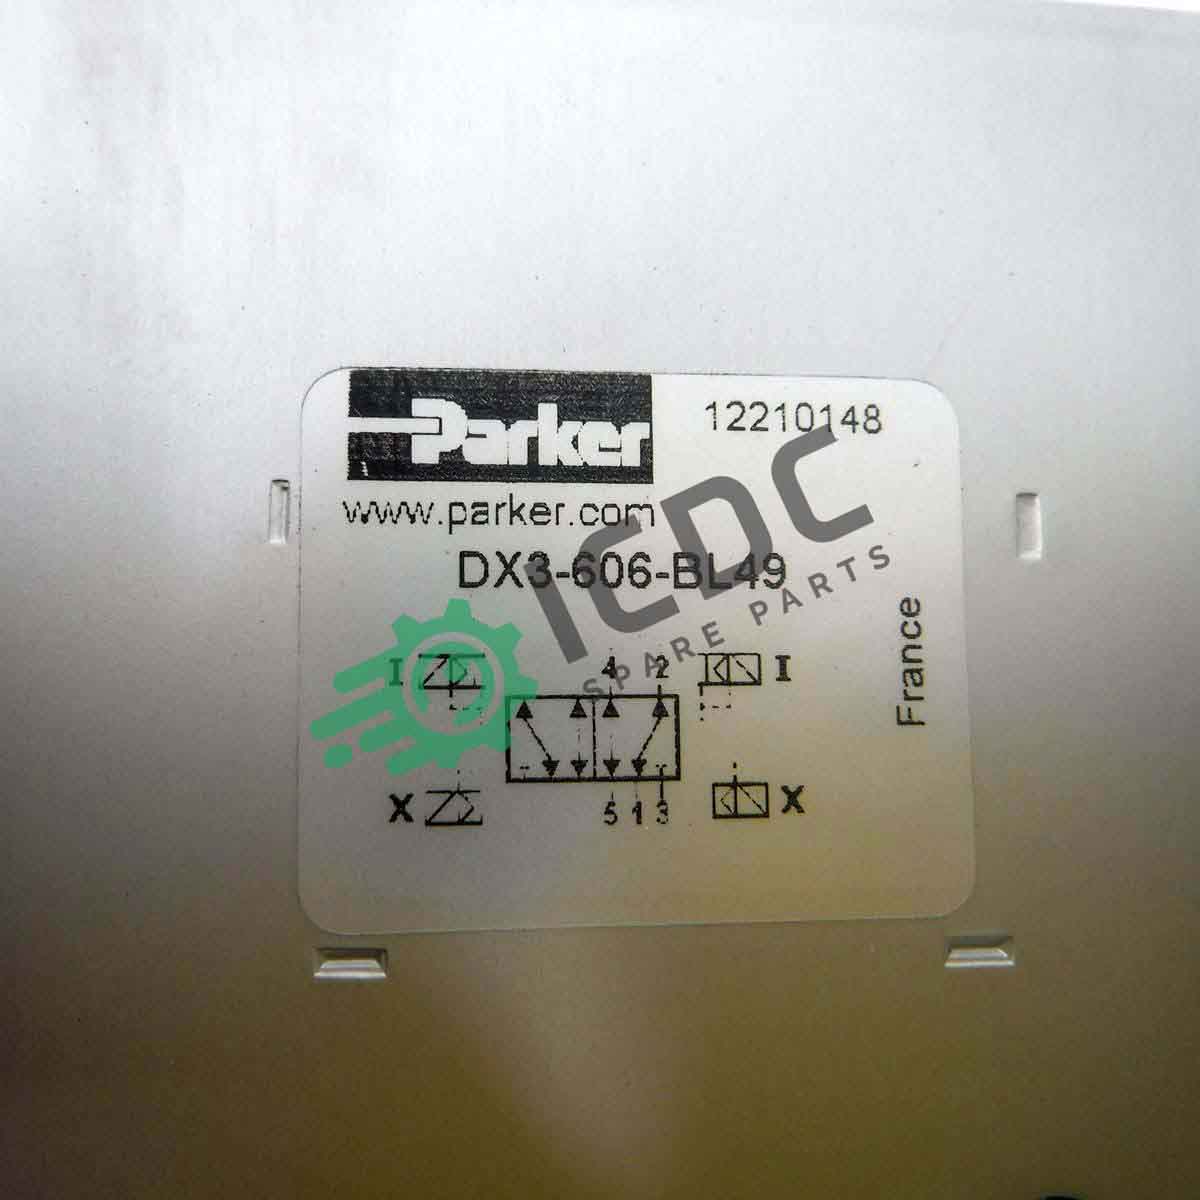 Parker
12210148
www.parker.com
DX3-606-BL49
ICDC
SPARE PARTS
France
I 4 2 I
X 5 1 3 X